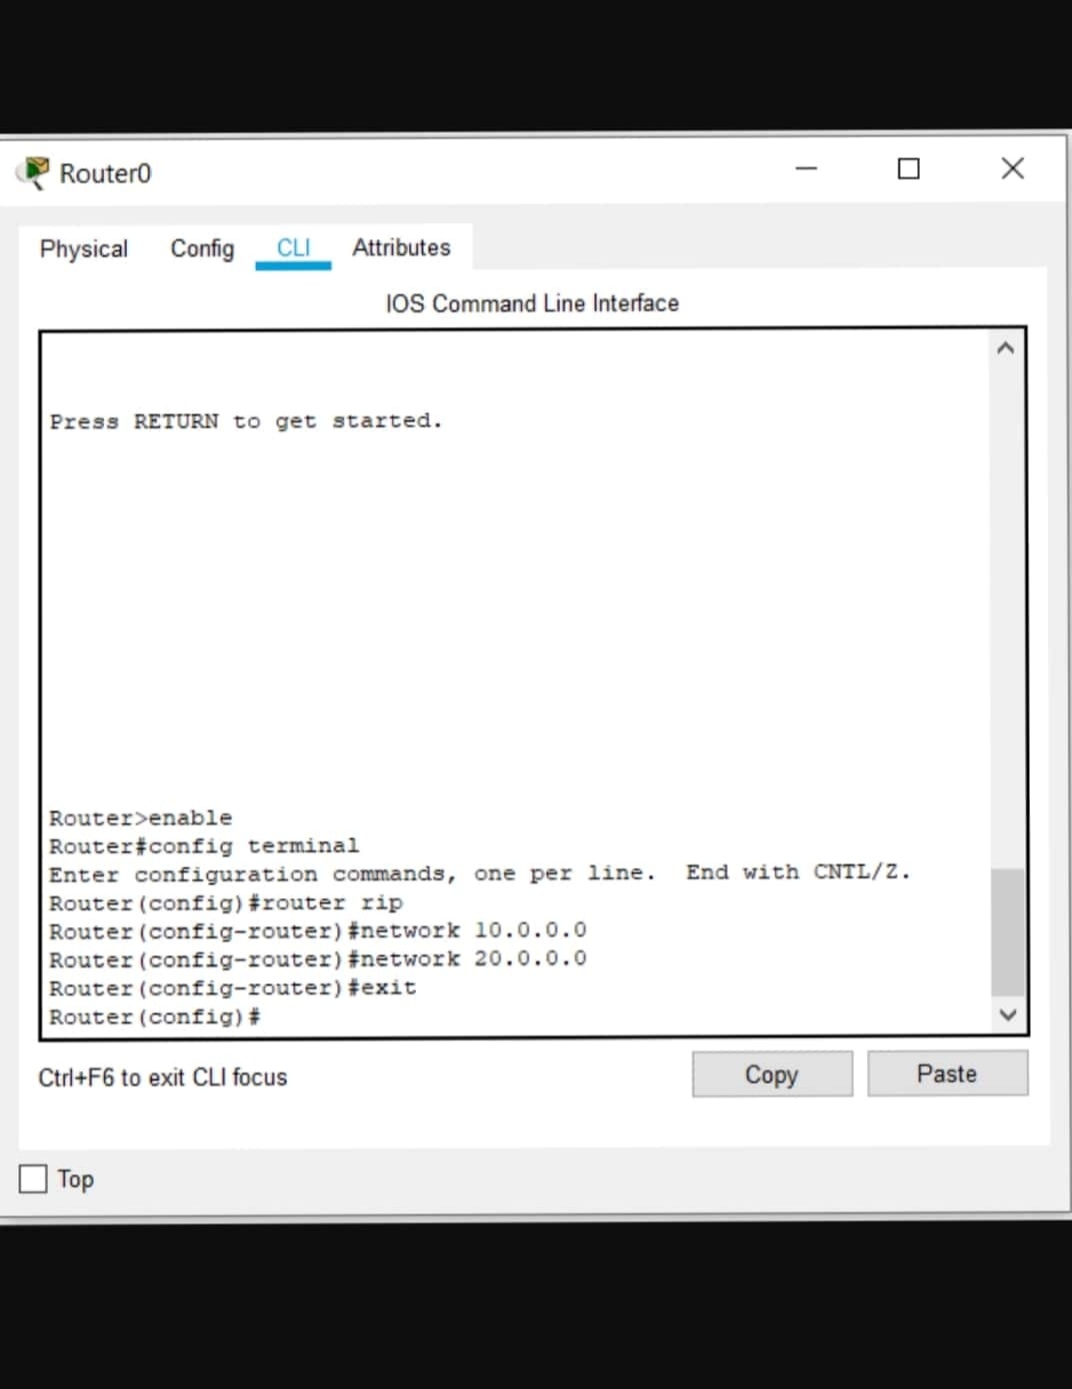 Router0
Physical Config CLI Attributes
IOS Command Line Interface
Press RETURN to get started.
Router>enable
Router#config terminal
Enter configuration commands, one per line.  End with CNTL/Z.
Router(config)#router rip
Router(config-router)#network 10.0.0.0
Router(config-router)#network 20.0.0.0
Router(config-router)#exit
Router(config)#
Ctrl+F6 to exit CLI focus
Copy Paste
Top